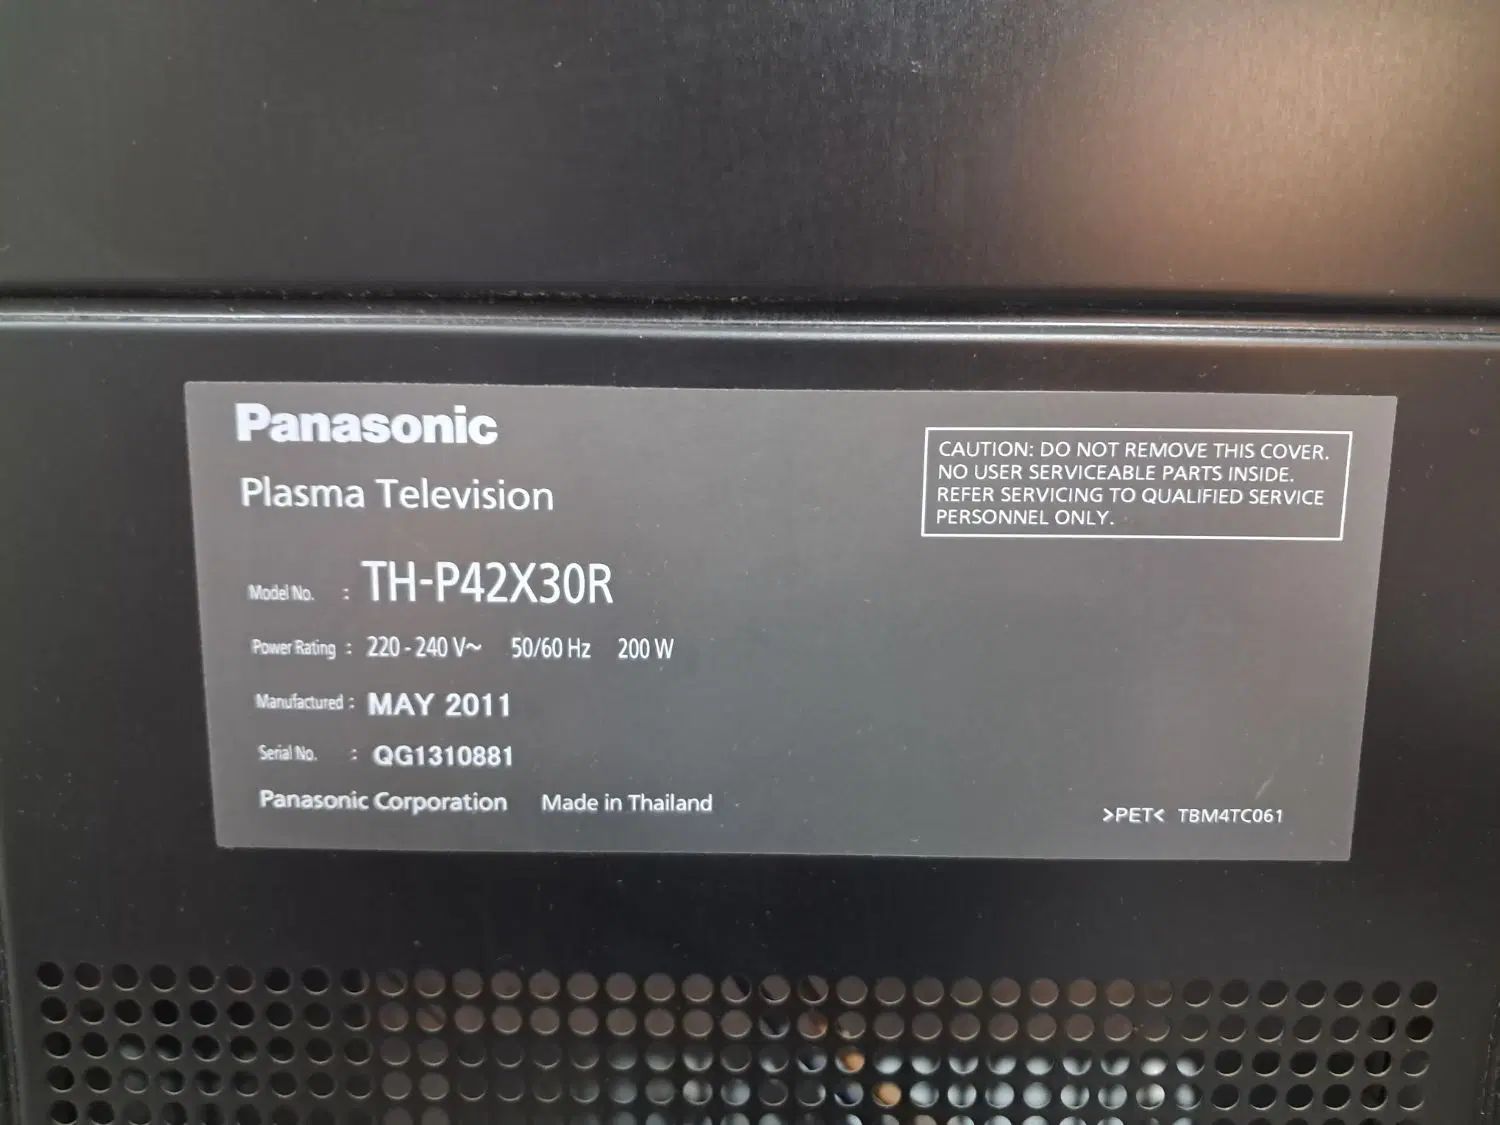 Panasonic
Plasma Television
Model No. : TH-P42X30R
Power Rating : 220 - 240 V~ 50/60 Hz 200 W
Manufactured : MAY 2011
Serial No. : QG1310881
Panasonic Corporation Made in Thailand
CAUTION: DO NOT REMOVE THIS COVER.
NO USER SERVICEABLE PARTS INSIDE.
REFER SERVICING TO QUALIFIED SERVICE
PERSONNEL ONLY.
>PET< TBM4TC061